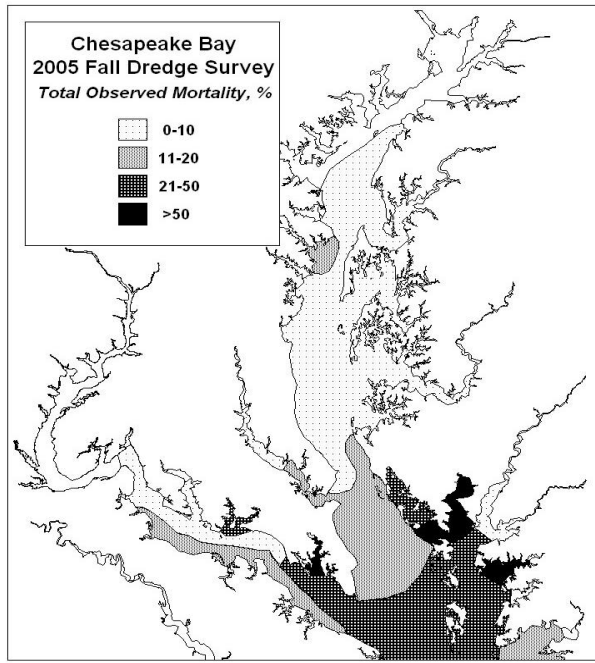 Chesapeake Bay
2005 Fall Dredge Survey
Total Observed Mortality, %
0-10
11-20
21-50
>50